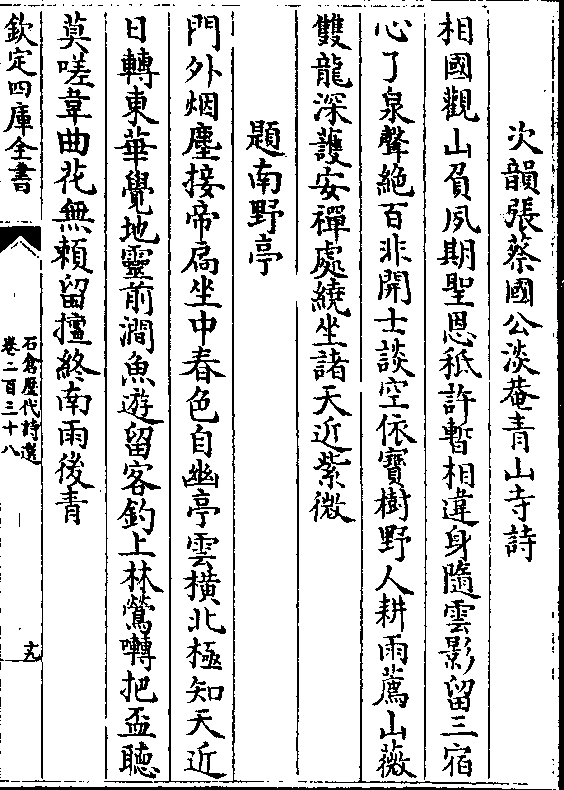 次韻張蔡國公淡菴青山寺詩
相國觀山負夙期聖恩秪許暫相違身隨雲影留三宿
心了泉聲絶百非開士談空依寳樹野人耕雨薦山薇
雙龍深䕶安禪處繞坐諸天近紫微
題南野亭
門外烟塵接帝扃坐中春色自幽亭雲横北極知天近
日轉東華覺地靈前澗魚遊留客釣上林鶯囀把盃聽
莫嗟韋曲花無賴留擅終南雨後青
欽定四庫全書
石倉歴代詩選
卷二百三十八